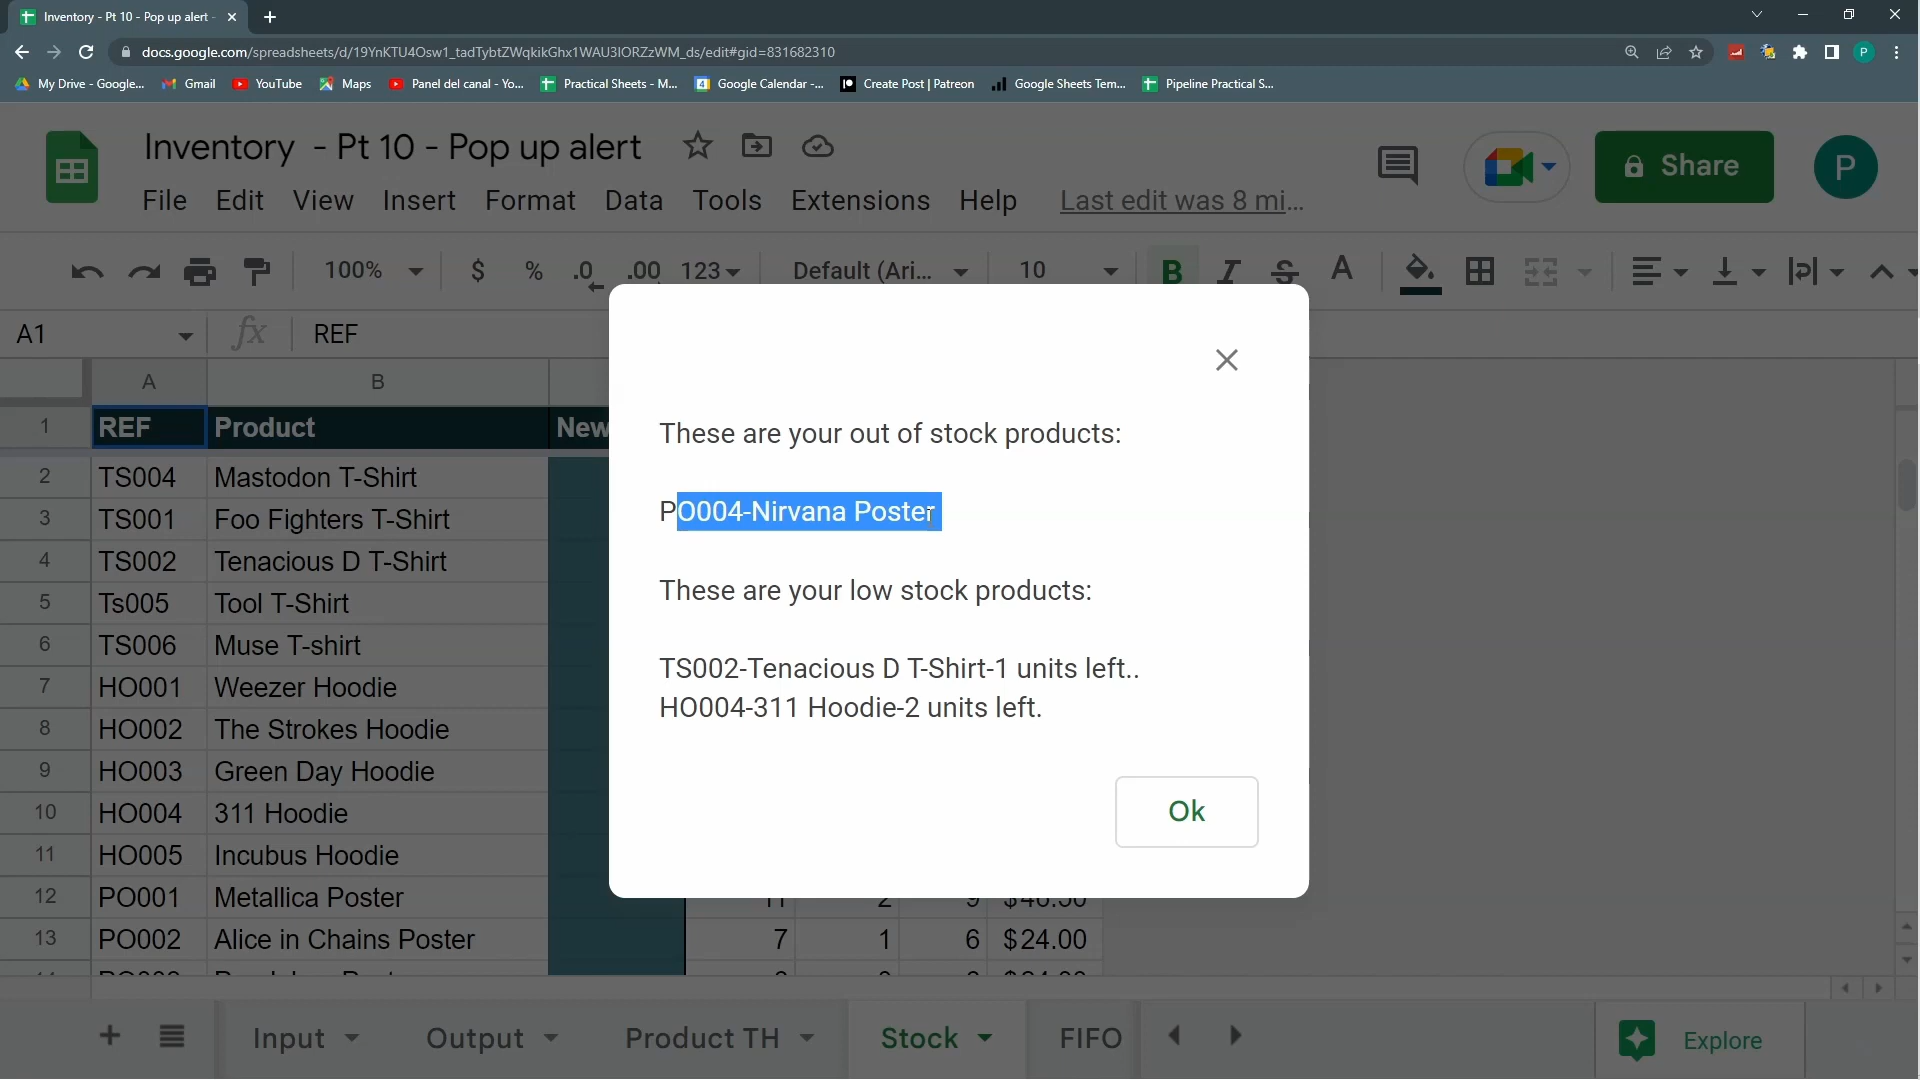 Inventory - Pt 10 - Pop up alert -
docs.google.com/spreadsheets/d/19YnKTU4Osw1_tadTybtZWqkikGhx1WAU3IORZzWM_ds/edit#gid=831682310
P
My Drive - Google... Gmail YouTube Maps Panel del canal - Yo... Practical Sheets - M... Google Calendar -... Create Post | Patreon Google Sheets Tem... Pipeline Practical S...
Inventory - Pt 10 - Pop up alert
Share
P
File Edit View Insert Format Data Tools Extensions Help Last edit was 8 mi...
100% $ % .0 .00 123 Default (Ari... 10 B I S A
A1 fx REF
A B
1 REF Product New
2 TS004 Mastodon T-Shirt
3 TS001 Foo Fighters T-Shirt
4 TS002 Tenacious D T-Shirt
5 Ts005 Tool T-Shirt
6 TS006 Muse T-shirt
7 HO001 Weezer Hoodie
8 HO002 The Strokes Hoodie
9 HO003 Green Day Hoodie
10 HO004 311 Hoodie
11 HO005 Incubus Hoodie
12 PO001 Metallica Poster
13 PO002 Alice in Chains Poster 7 1 6 $24.00
These are your out of stock products:
PO004-Nirvana Poster
These are your low stock products:
TS002-Tenacious D T-Shirt-1 units left..
HO004-311 Hoodie-2 units left.
Ok
Input Output Product TH Stock FIFO Explore